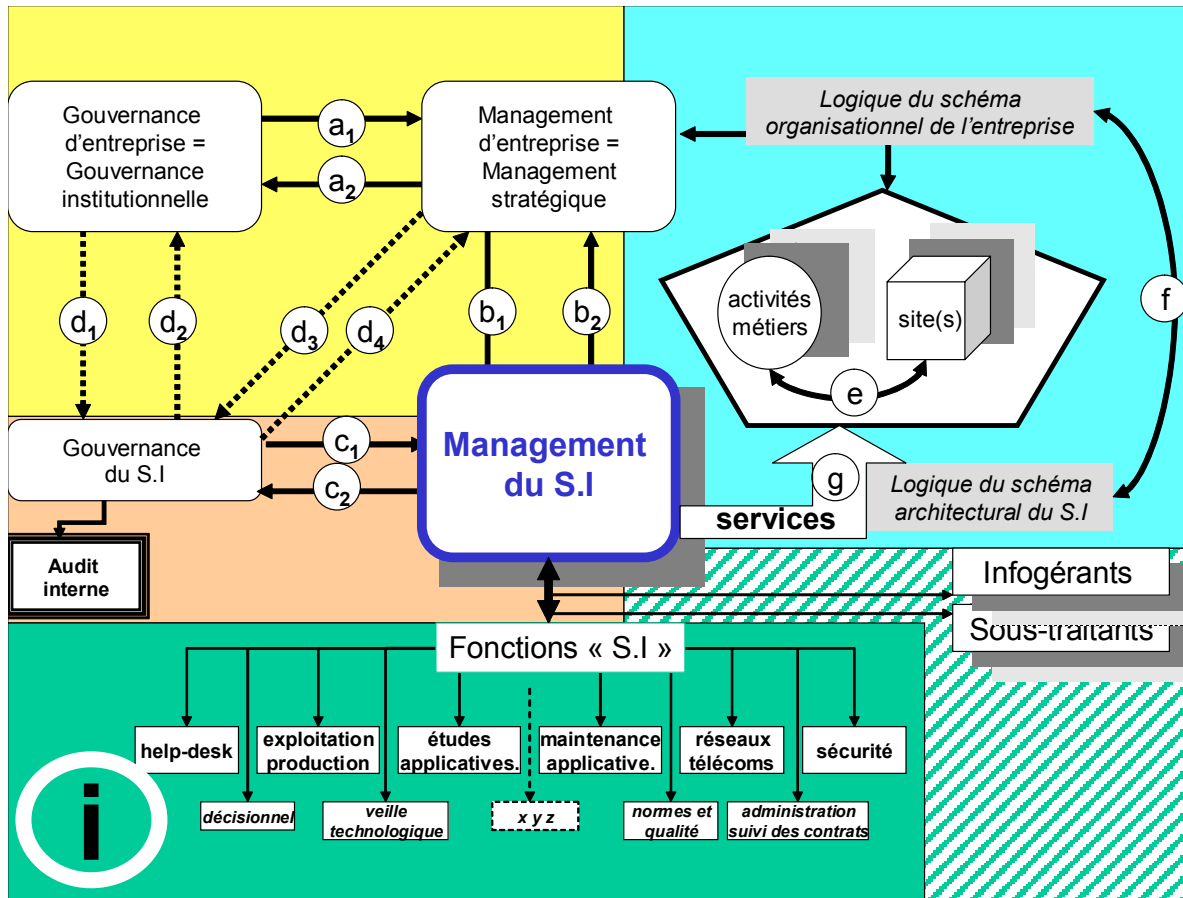 Gouvernance
d'entreprise =
Gouvernance
institutionnelle
a1
a2
Management
d'entreprise =
Management
stratégique
Logique du schéma
organisationnel de l'entreprise
d1
d2
d3
d4
b1
b2
activités
métiers
site(s)
e
f
Gouvernance
du S.I
c1
c2
Management
du S.I
g
services
Logique du schéma
architectural du S.I
Audit
interne
Infogérants
Sous-traitants
Fonctions « S.I »
help-desk
exploitation
production
études
applicatives.
maintenance
applicative.
réseaux
télécoms
sécurité
décisionnel
veille
technologique
x y z
normes et
qualité
administration
suivi des contrats
i